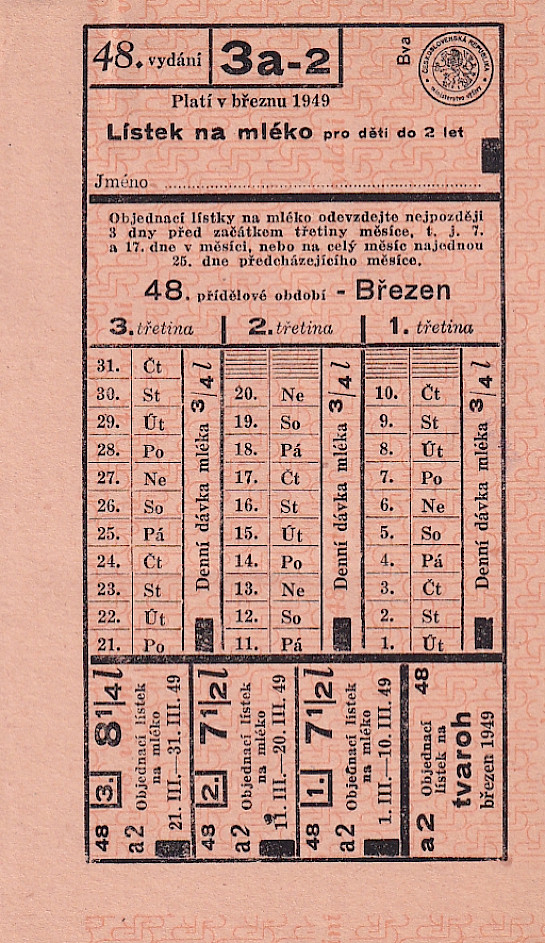 48. vydání 3a-2 Bva
ČESKOSLOVENSKÁ REPUBLIKA
MINISTERSTVO VÝŽIVY
Platí v březnu 1949
Lístek na mléko pro děti do 2 let
Jméno
Objednací lístky na mléko odevzdejte nejpozději
3 dny před začátkem třetiny měsíce, t. j. 7.
a 17. dne v měsíci, nebo na celý měsíc najednou
25. dne předcházejícího měsíce.
48. přídělové období - Březen
3. třetina 2. třetina 1. třetina
31. Čt
30. St 20. Ne 10. Čt
29. Út 19. So 9. St
28. Po 18. Pá 8. Út
27. Ne 17. Čt 7. Po
26. So 16. St 6. Ne
25. Pá 15. Út 5. So
24. Čt 14. Po 4. Pá
23. St 13. Ne 3. Čt
22. Út 12. So 2. St
21. Po 11. Pá 1. Út
Denní dávka mléka 3/4 l
Denní dávka mléka 3/4 l
Denní dávka mléka 3/4 l
48 3. 8 1/4 l
a2 Objednací lístek
na mléko
21. III.—31. III. 49
48 2. 7 1/2 l
a2 Objednací lístek
na mléko
11. III.—20. III. 49
48 1. 7 1/2 l
a2 Objednací lístek
na mléko
1. III.—10. III. 49
a2 48
Objednací
lístek na
tvaroh
březen 1949